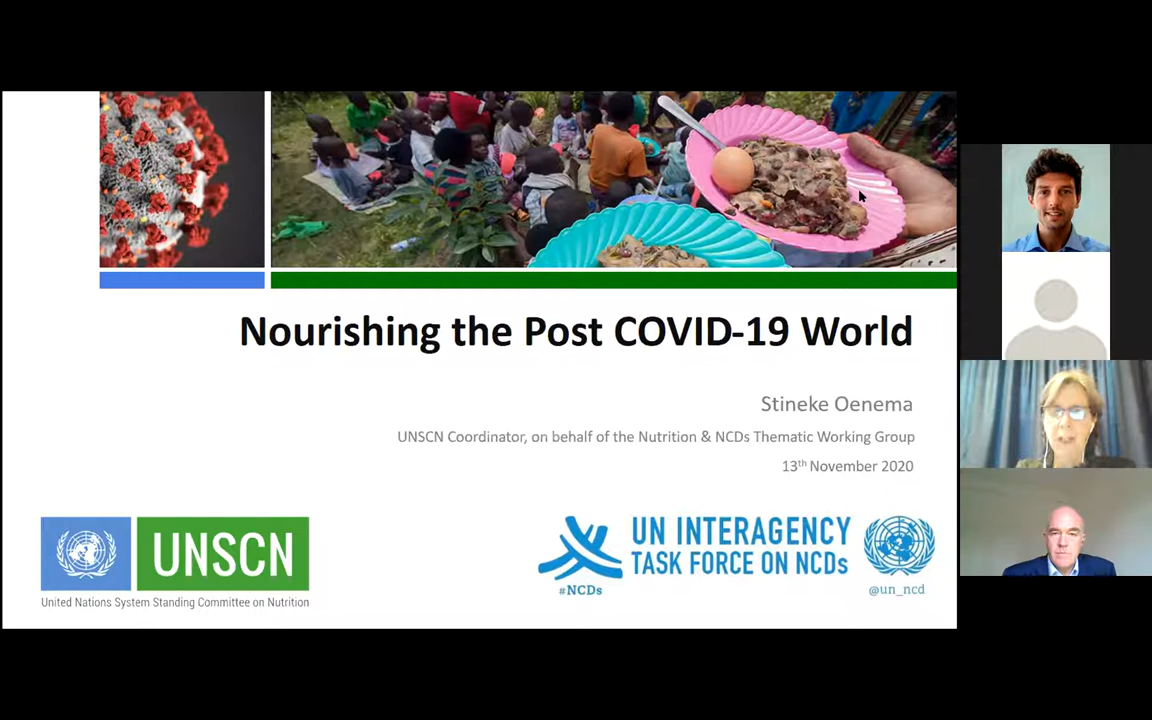 Nourishing the Post COVID-19 World
Stineke Oenema
UNSCN Coordinator, on behalf of the Nutrition & NCDs Thematic Working Group
13th November 2020
UNSCN
United Nations System Standing Committee on Nutrition
UN INTERAGENCY
TASK FORCE ON NCDs
#NCDs
@un_ncd